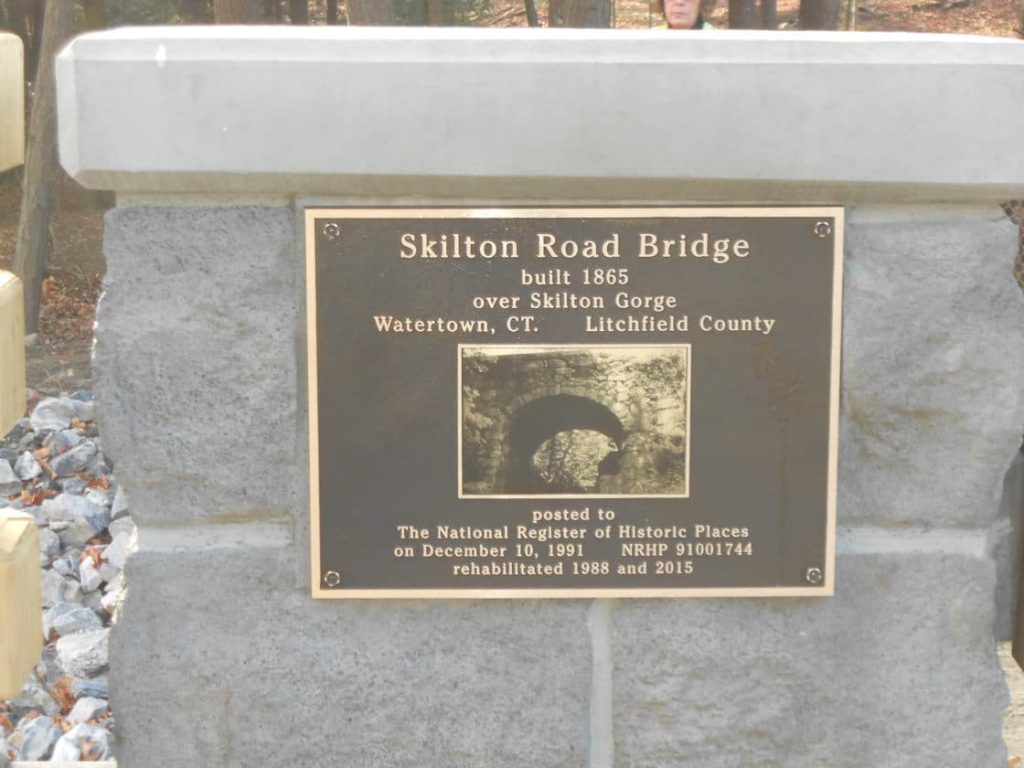 Skilton Road Bridge
built 1865
over Skilton Gorge
Watertown, CT. Litchfield County
posted to
The National Register of Historic Places
on December 10, 1991 NRHP 91001744
rehabilitated 1988 and 2015